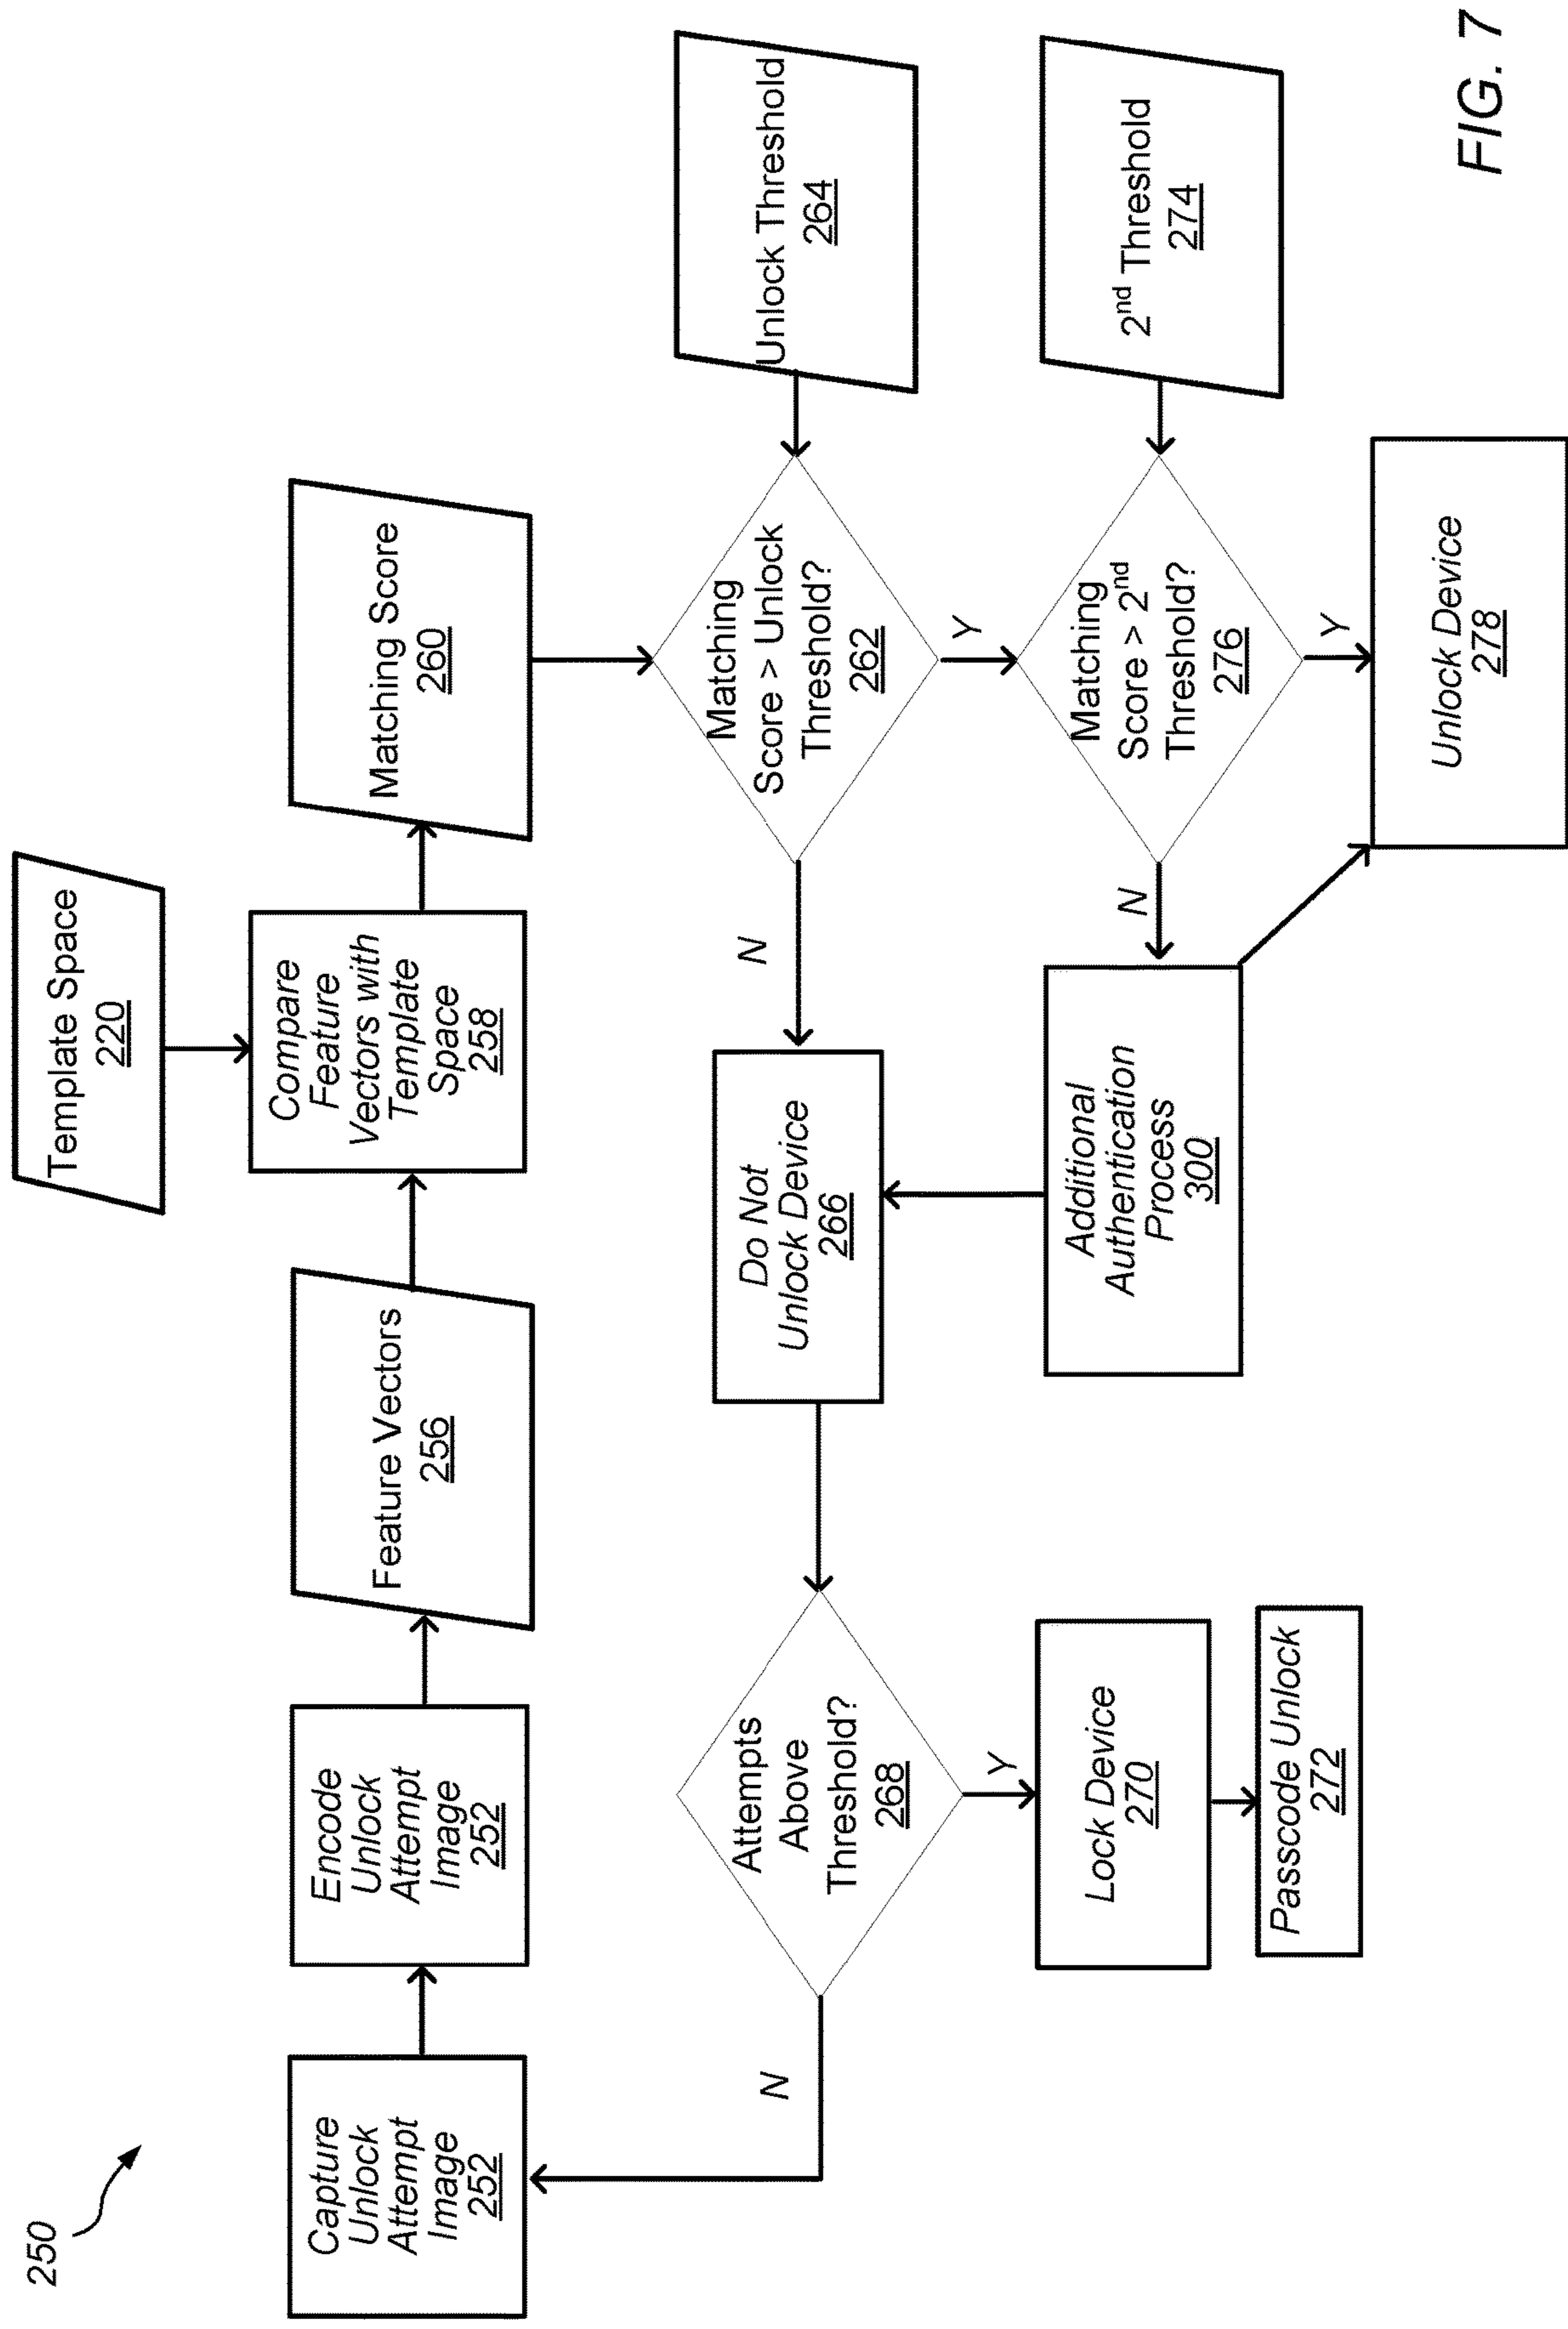 250
Template Space
220
Capture
Unlock
Attempt
Image
252
Encode
Unlock
Attempt
Image
252
Feature Vectors
256
Compare
Feature
Vectors with
Template
Space
258
Matching Score
260
Matching
Score > Unlock
Threshold?
262
Unlock Threshold
264
N
Y
Do Not
Unlock Device
266
Attempts
Above
Threshold?
268
N
Y
Lock Device
270
Passcode Unlock
272
Matching
Score > 2nd
Threshold?
276
2nd Threshold
274
N
Y
Additional
Authentication
Process
300
Unlock Device
278
FIG. 7